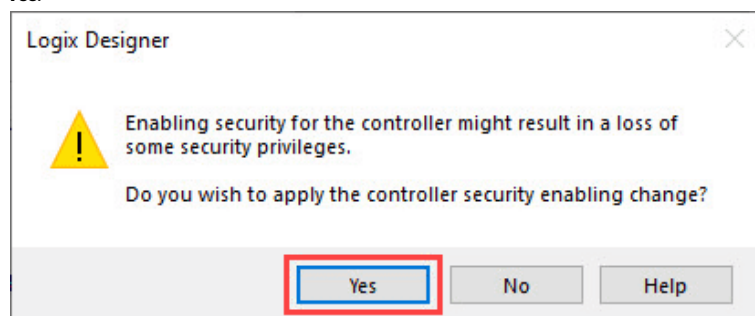 Logix Designer
Enabling security for the controller might result in a loss of
some security privileges.
Do you wish to apply the controller security enabling change?
Yes
No
Help